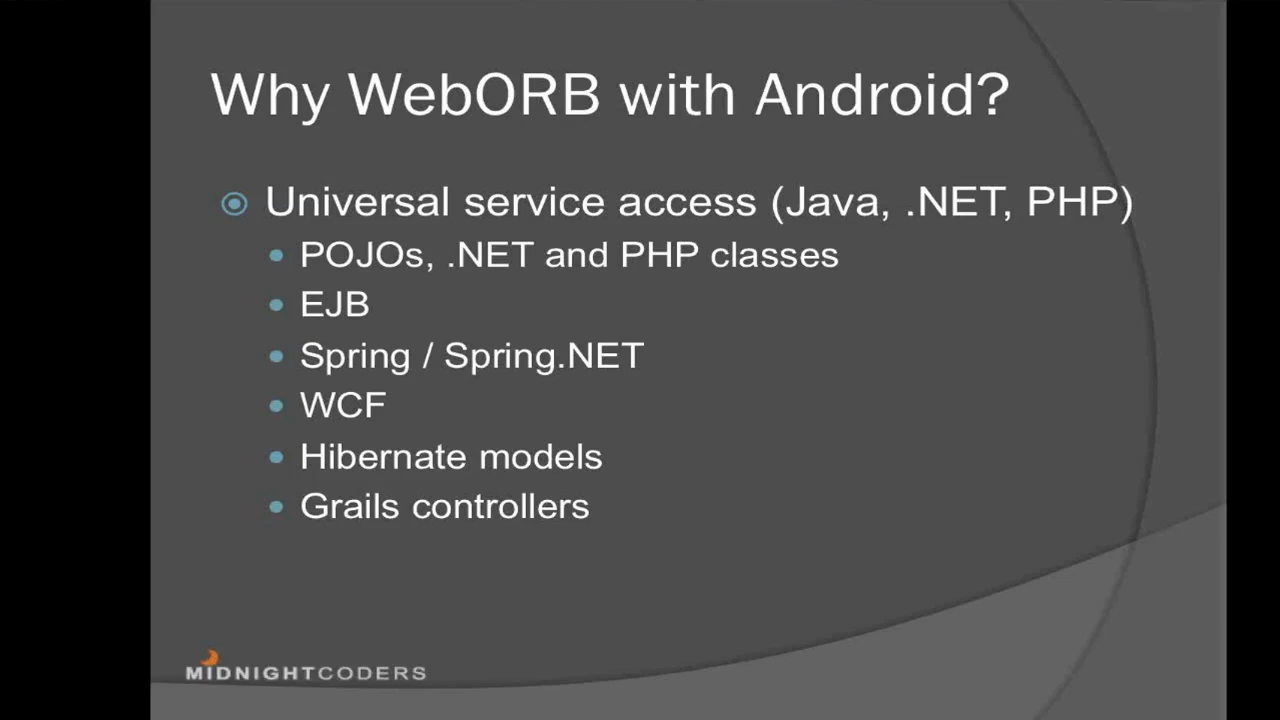 Why WebORB with Android?
Universal service access (Java, .NET, PHP)
POJOs, .NET and PHP classes
EJB
Spring / Spring.NET
WCF
Hibernate models
Grails controllers
MIDNIGHTCODERS